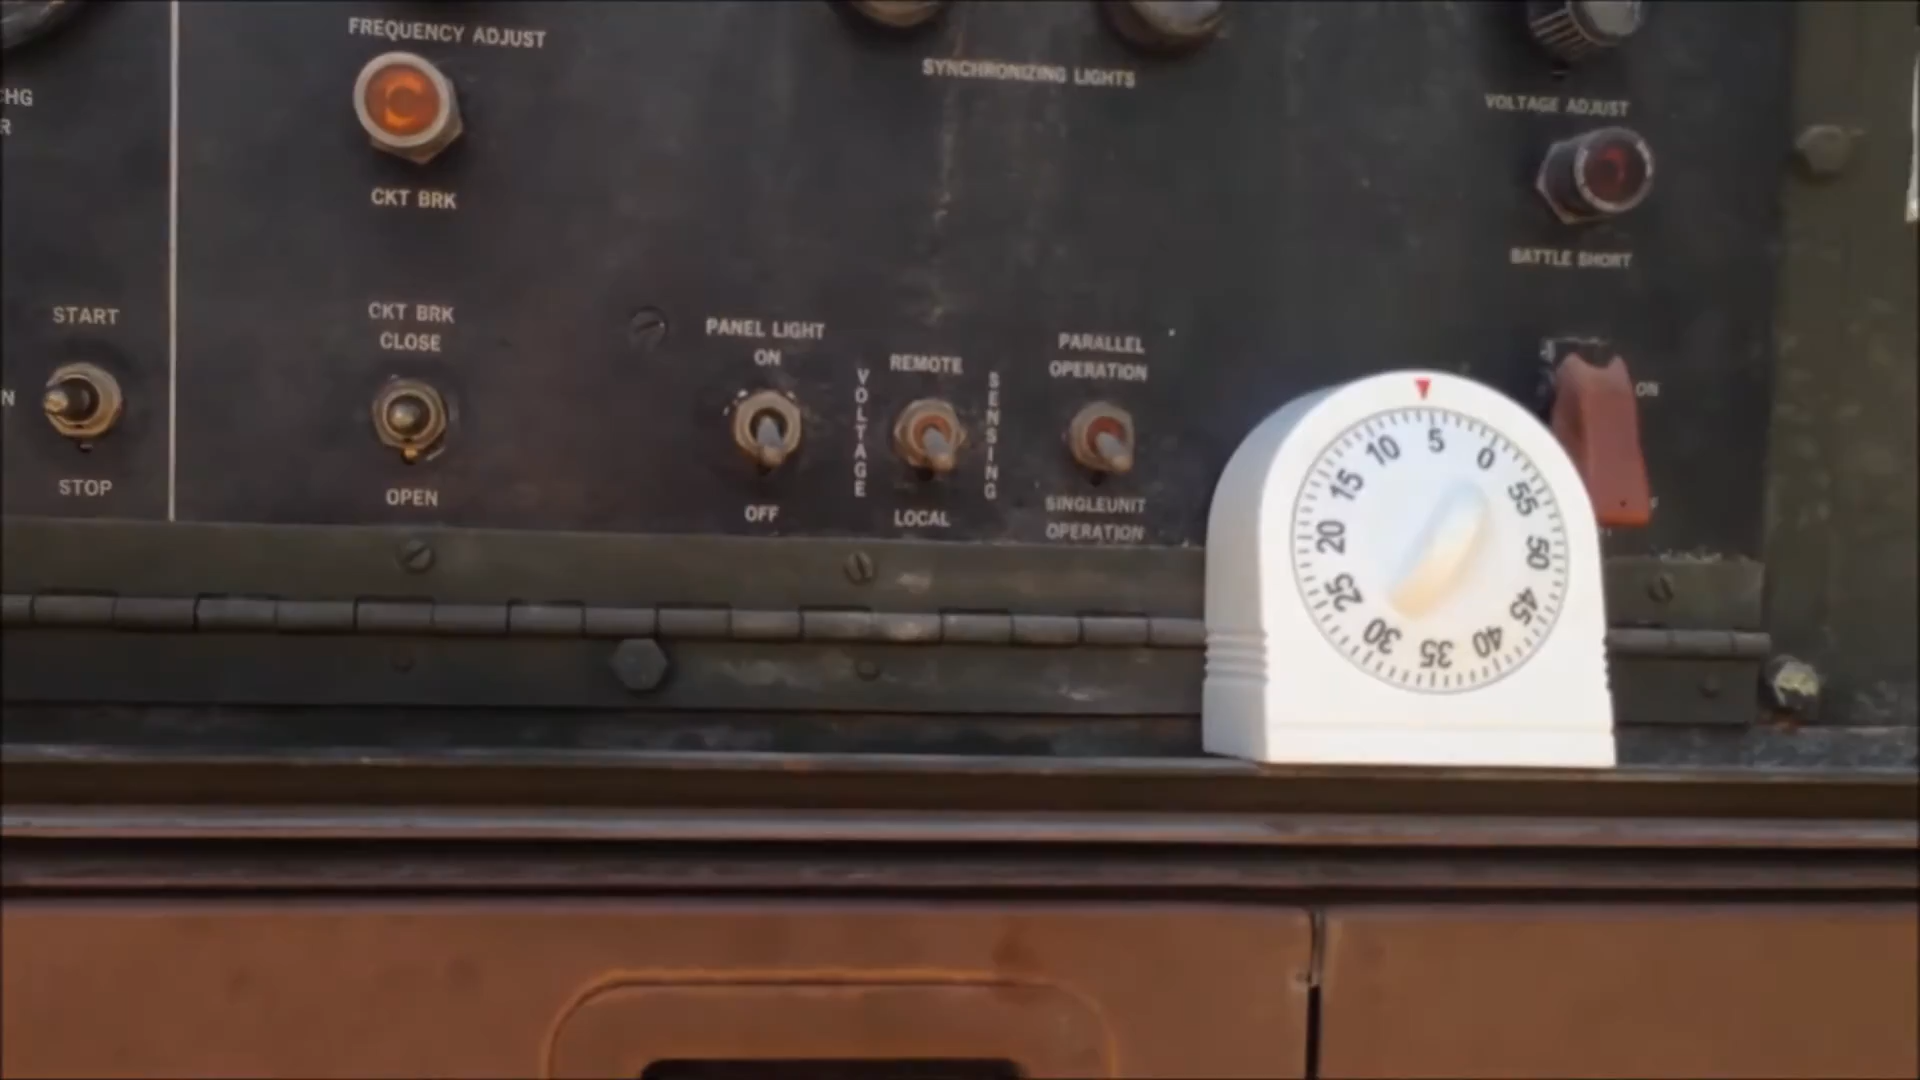 FREQUENCY ADJUST
SYNCHRONIZING LIGHTS
CHG
R
VOLTAGE ADJUST
CKT BRK
BATTLE SHORT
START
CKT BRK
CLOSE
PANEL LIGHT
ON
REMOTE
PARALLEL
OPERATION
VOLTAGE
SENSING
ON
N
STOP
OPEN
OFF
LOCAL
SINGLEUNIT
OPERATION
0
5
10
15
20
25
30
35
40
45
50
55